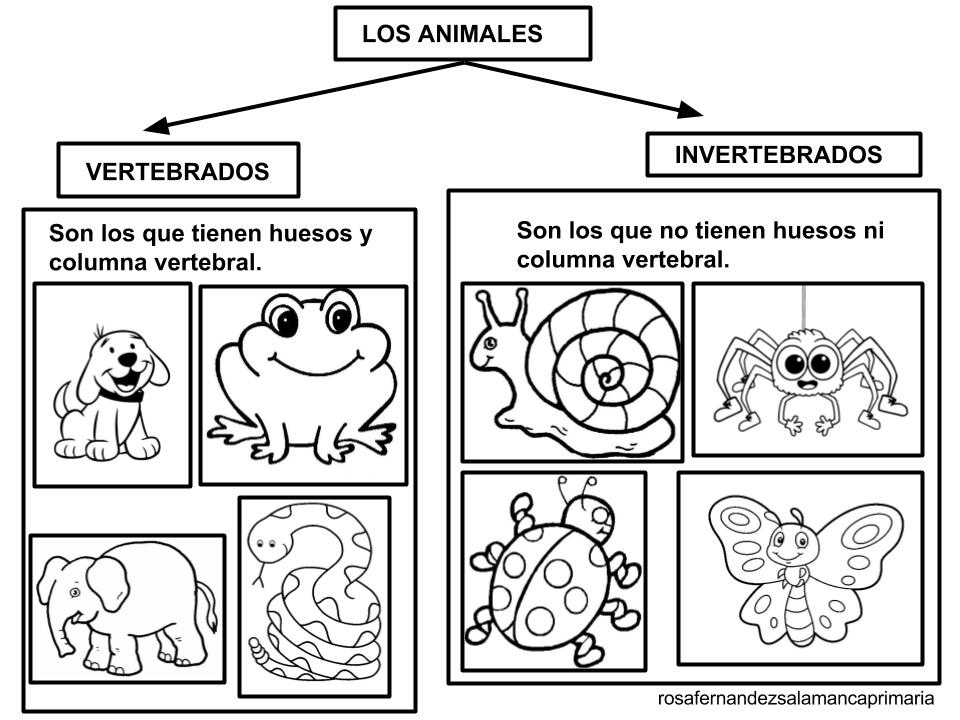 LOS ANIMALES
VERTEBRADOS
Son los que tienen huesos y
columna vertebral.
INVERTEBRADOS
Son los que no tienen huesos ni
columna vertebral.
rosafernandezsalamancaprimaria